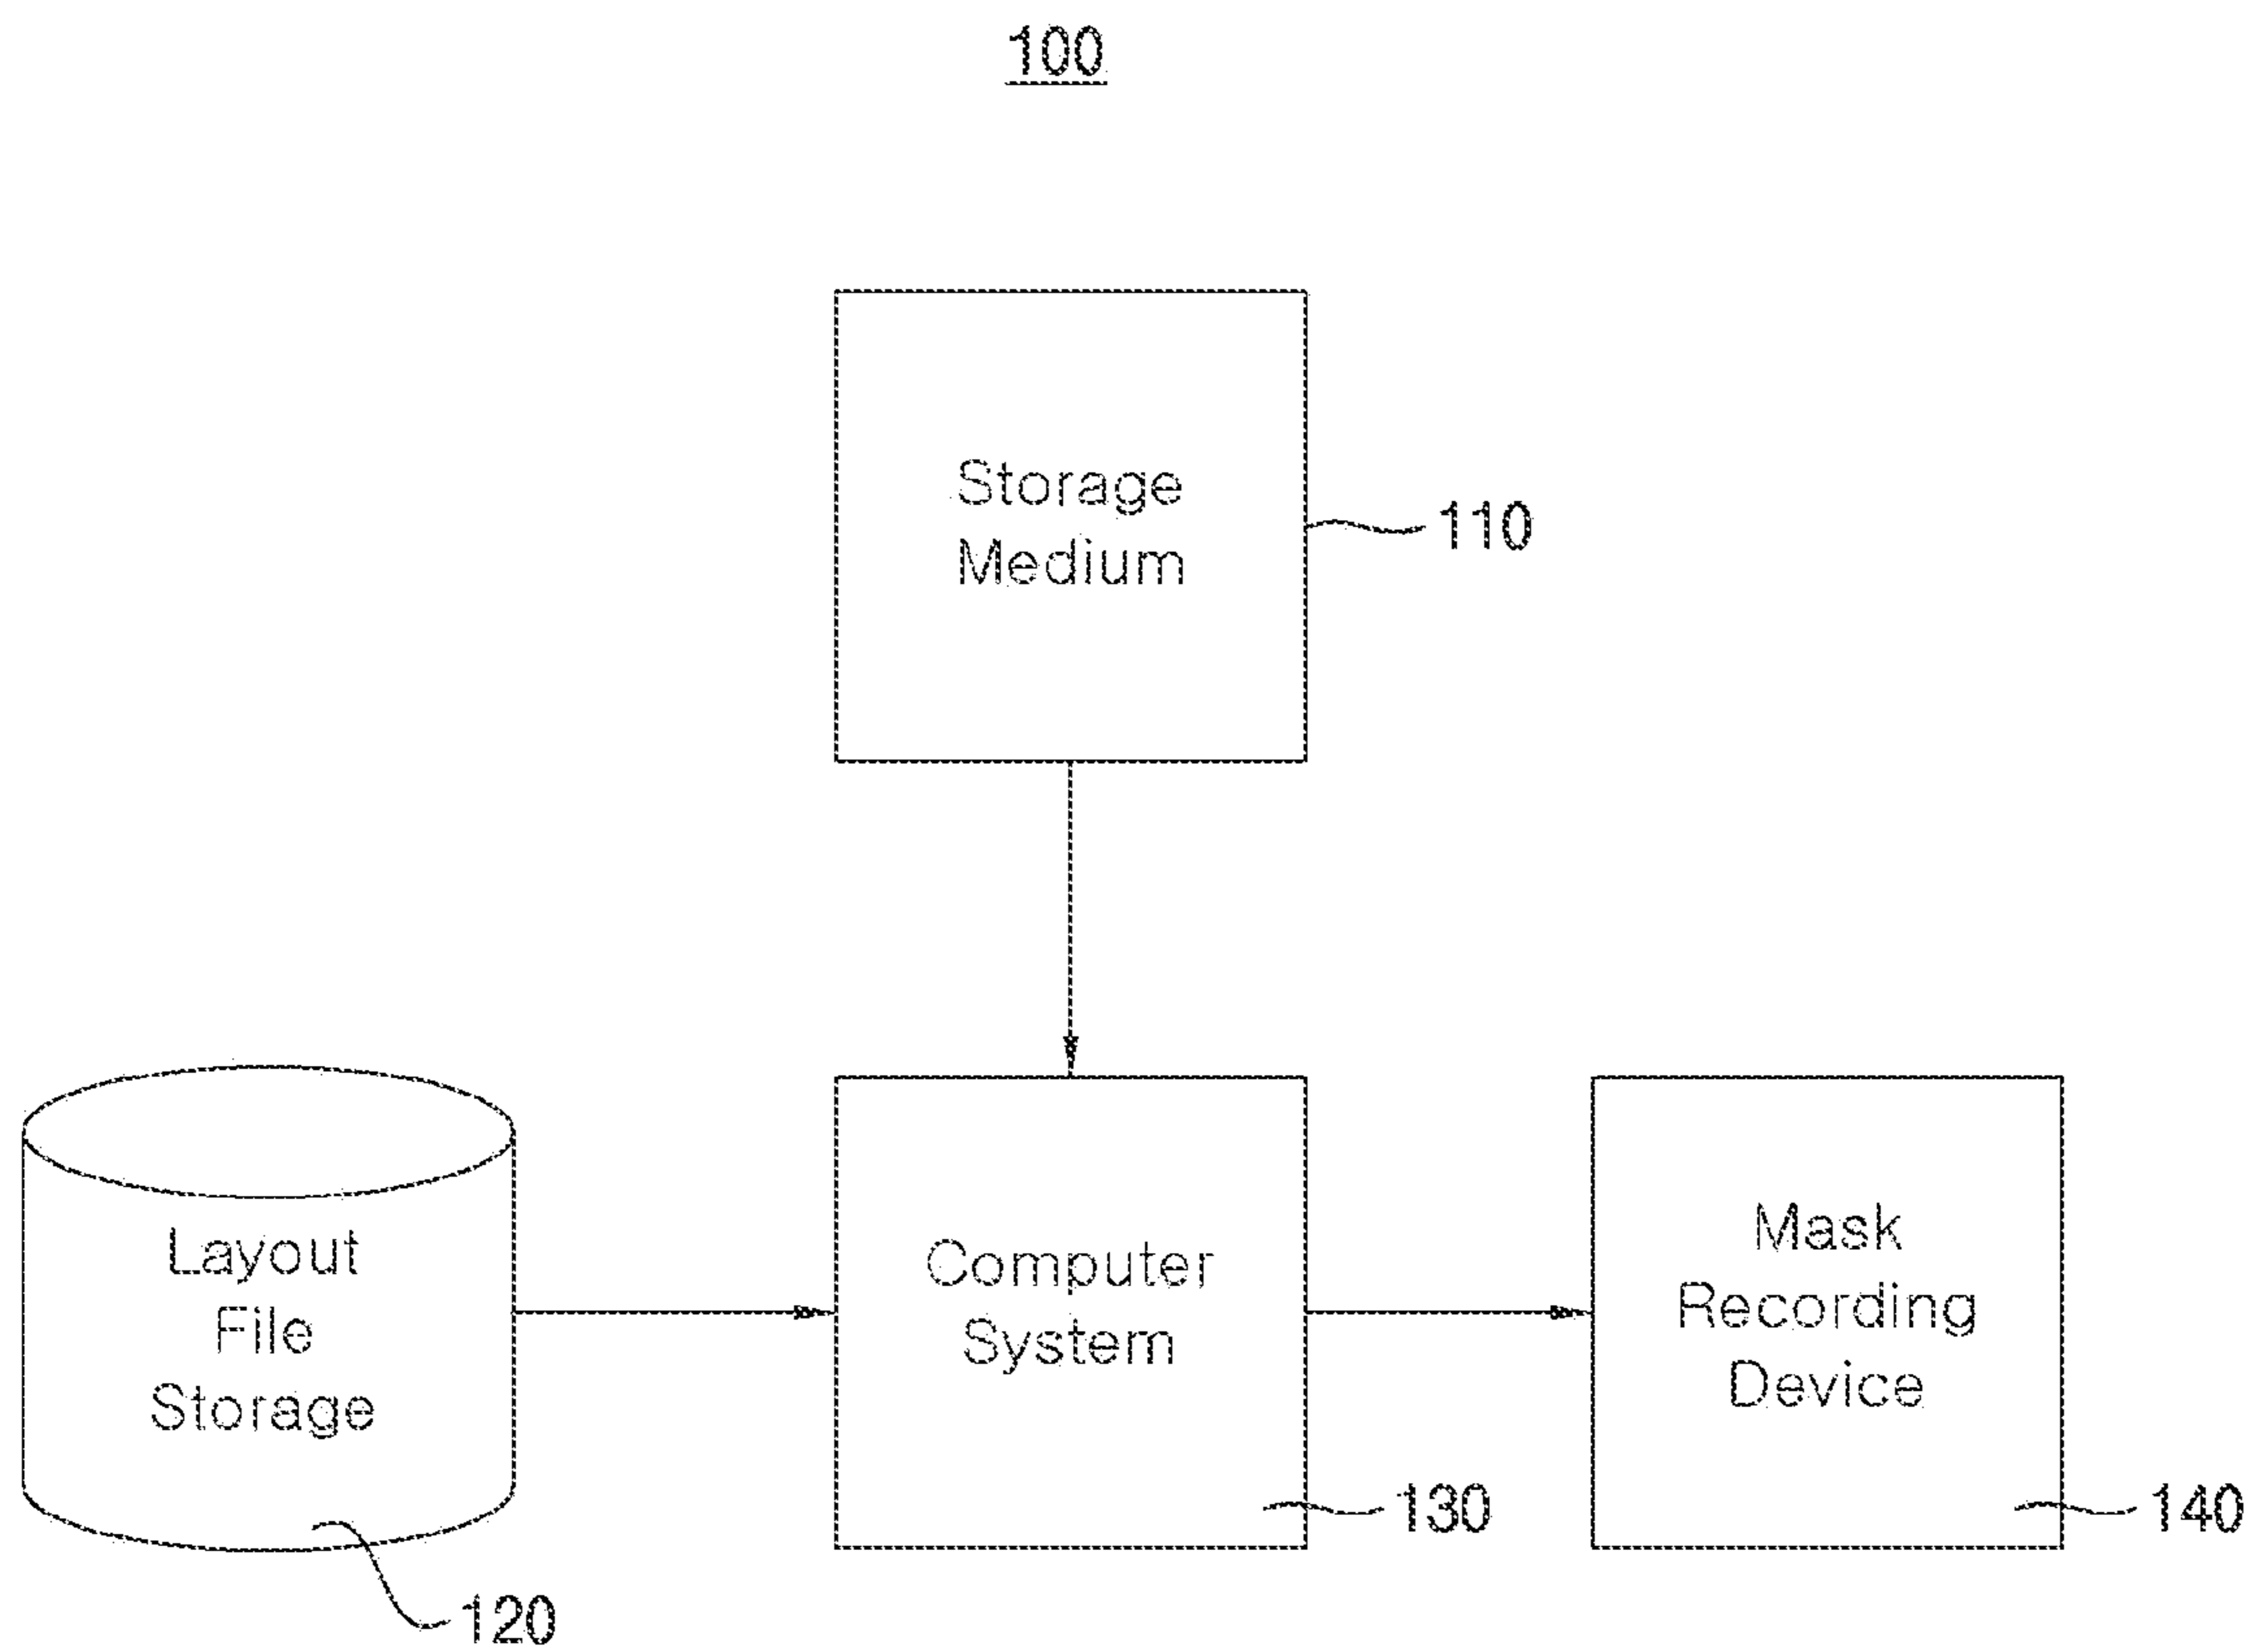 100
Storage
Medium
110
Layout
File
Storage
120
Computer
System
130
Mask
Recording
Device
140